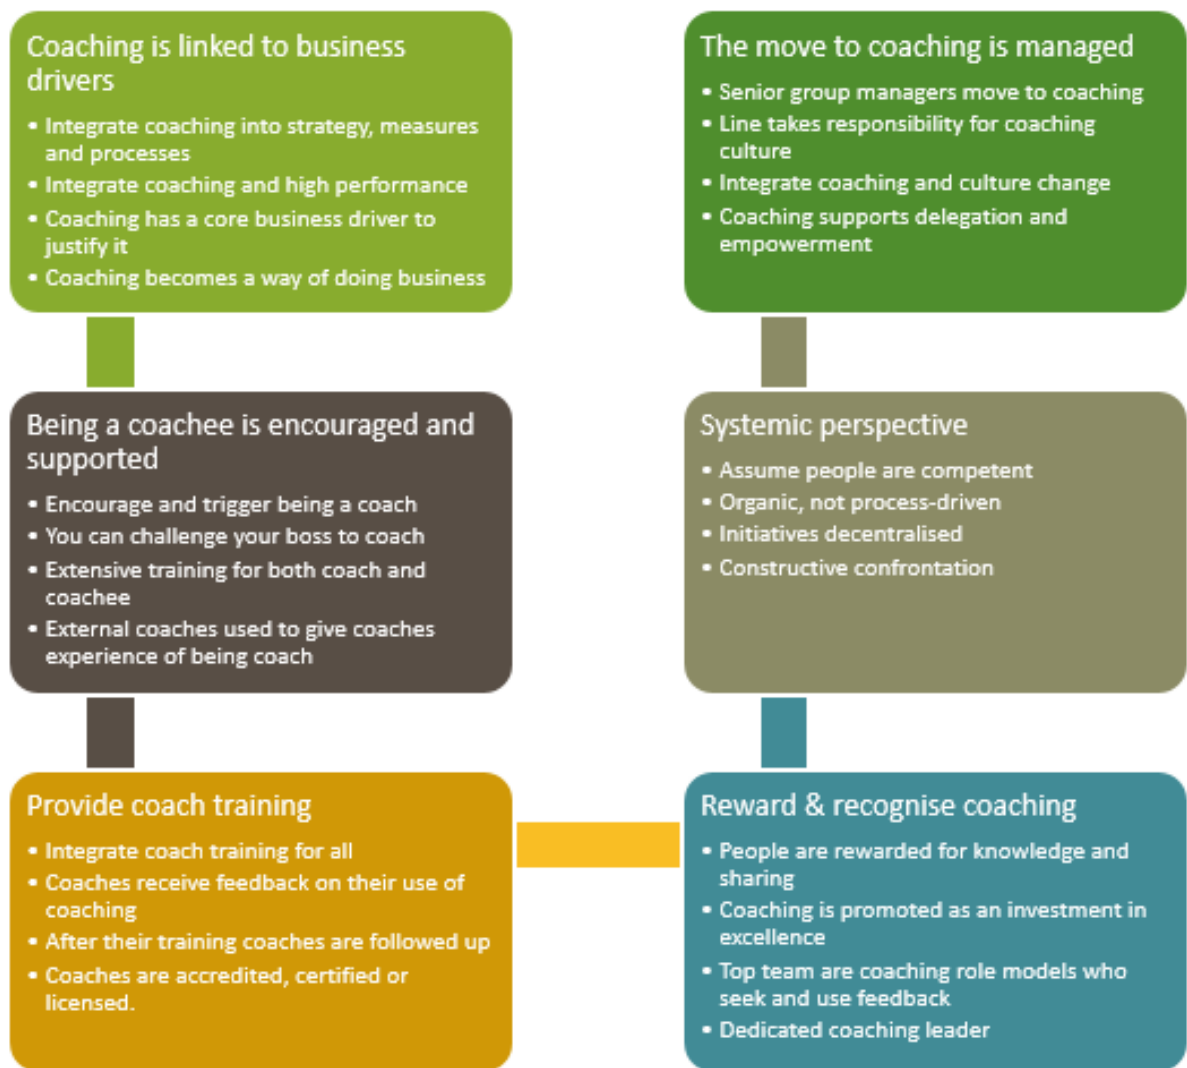 Coaching is linked to business
drivers
• Integrate coaching into strategy, measures
and processes
• Integrate coaching and high performance
• Coaching has a core business driver to
justify it
• Coaching becomes a way of doing business
Being a coachee is encouraged and
supported
• Encourage and trigger being a coach
• You can challenge your boss to coach
• Extensive training for both coach and
coachee
• External coaches used to give coaches
experience of being coach
Provide coach training
• Integrate coach training for all
• Coaches receive feedback on their use of
coaching
• After their training coaches are followed up
• Coaches are accredited, certified or
licensed.
Reward & recognise coaching
• People are rewarded for knowledge and
sharing
• Coaching is promoted as an investment in
excellence
• Top team are coaching role models who
seek and use feedback
• Dedicated coaching leader
Systemic perspective
• Assume people are competent
• Organic, not process-driven
• Initiatives decentralised
• Constructive confrontation
The move to coaching is managed
• Senior group managers move to coaching
• Line takes responsibility for coaching
culture
• Integrate coaching and culture change
• Coaching supports delegation and
empowerment